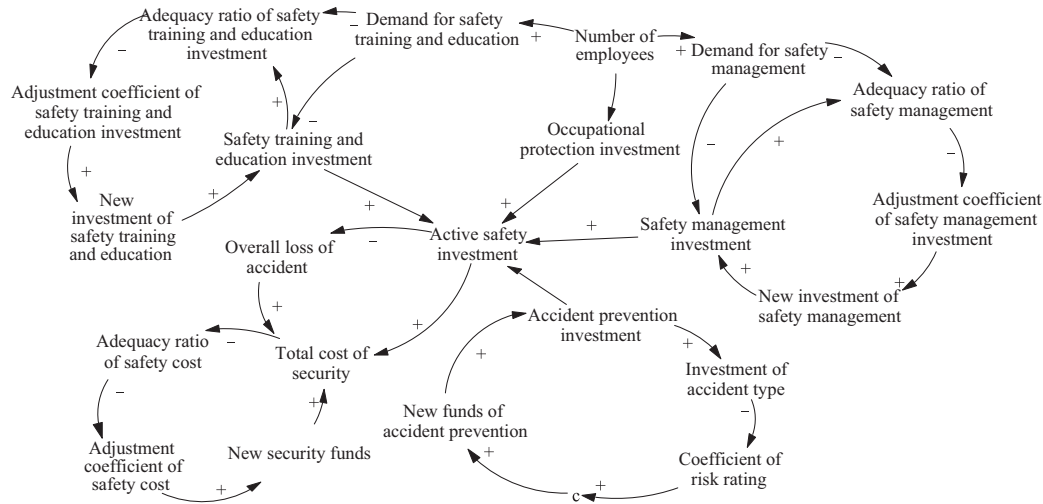 Adequacy ratio of safety
training and education
investment
Demand for safety
training and education
Number of
employees
Demand for safety
management
Adequacy ratio of
safety management
Adjustment coefficient of
safety training and
education investment
Safety training and
education investment
Occupational
protection investment
New
investment of
safety training
and education
Adjustment coefficient
of safety management
investment
Overall loss of
accident
Active safety
investment
Safety management
investment
New investment of
safety management
Adequacy ratio
of safety cost
Total cost of
security
Accident prevention
investment
Investment of
accident type
New funds of
accident prevention
Adjustment
coefficient of
safety cost
New security funds
Coefficient of
risk rating
c
−
−
+
+
−
−
+
−
+
−
+
−
+
+
+
+
−
+
+
+
+
+
−
+
+
+
−
+
−
+
+
+